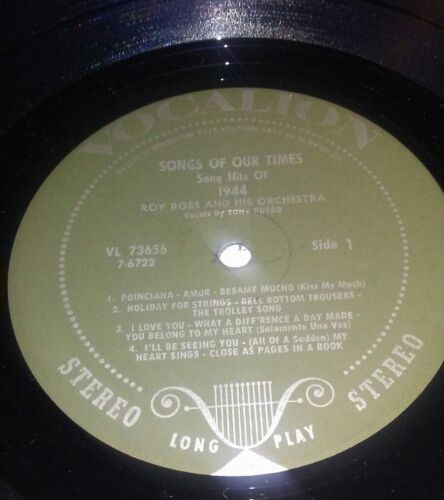 VOCALION
SONGS OF OUR TIMES
Song Hits Of
1944
ROY ROSS AND HIS ORCHESTRA
Vocals By TONY RUSSO
VL 73656
7-6722
Side 1
1. POINCIANA - AMOR - BESAME MUCHO (Kiss Me Much)
2. HOLIDAY FOR STRINGS - BELL BOTTOM TROUSERS -
THE TROLLEY SONG
3. I LOVE YOU - WHAT A DIFF'RENCE A DAY MADE -
YOU BELONG TO MY HEART (Solamente Una Vez)
4. I'LL BE SEEING YOU - (All Of A Sudden) MY
HEART SINGS - CLOSE AS PAGES IN A BOOK
STEREO
LONG PLAY
STEREO